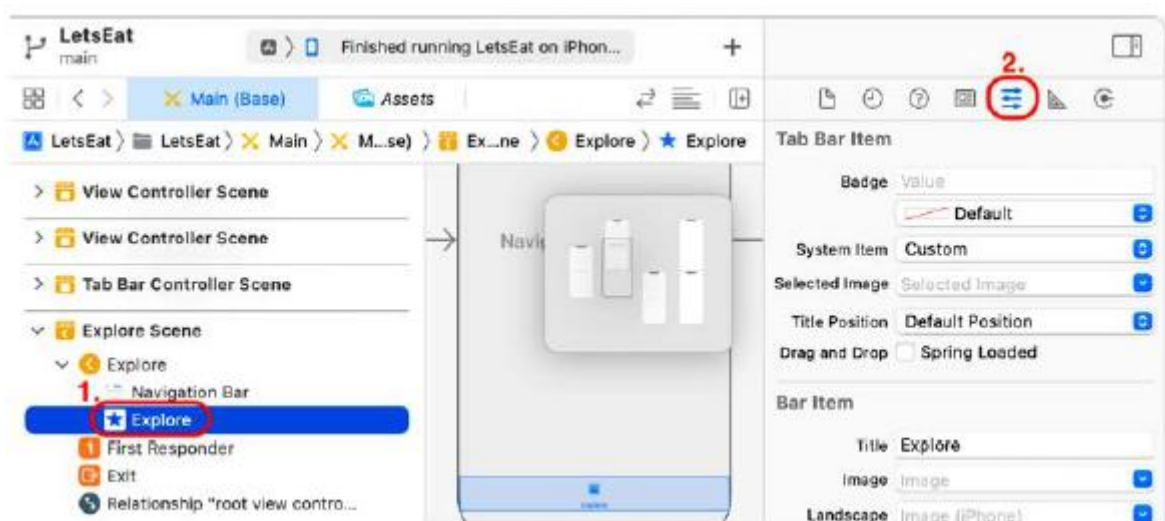 LetsEat
main
Finished running LetsEat on iPhon...
2.
Main (Base)
Assets
LetsEat
LetsEat
Main
M...se)
Ex...ne
Explore
Explore
Tab Bar Item
View Controller Scene
Badge Value
Default
View Controller Scene
Navi
System Item Custom
Tab Bar Controller Scene
Selected Image Selected Image
Explore Scene
Title Position Default Position
Explore
Drag and Drop Spring Loaded
1.
Navigation Bar
Explore
Bar Item
First Responder
Title Explore
Exit
Image Image
Relationship "root view contro...
Landscape Image (iPhone)